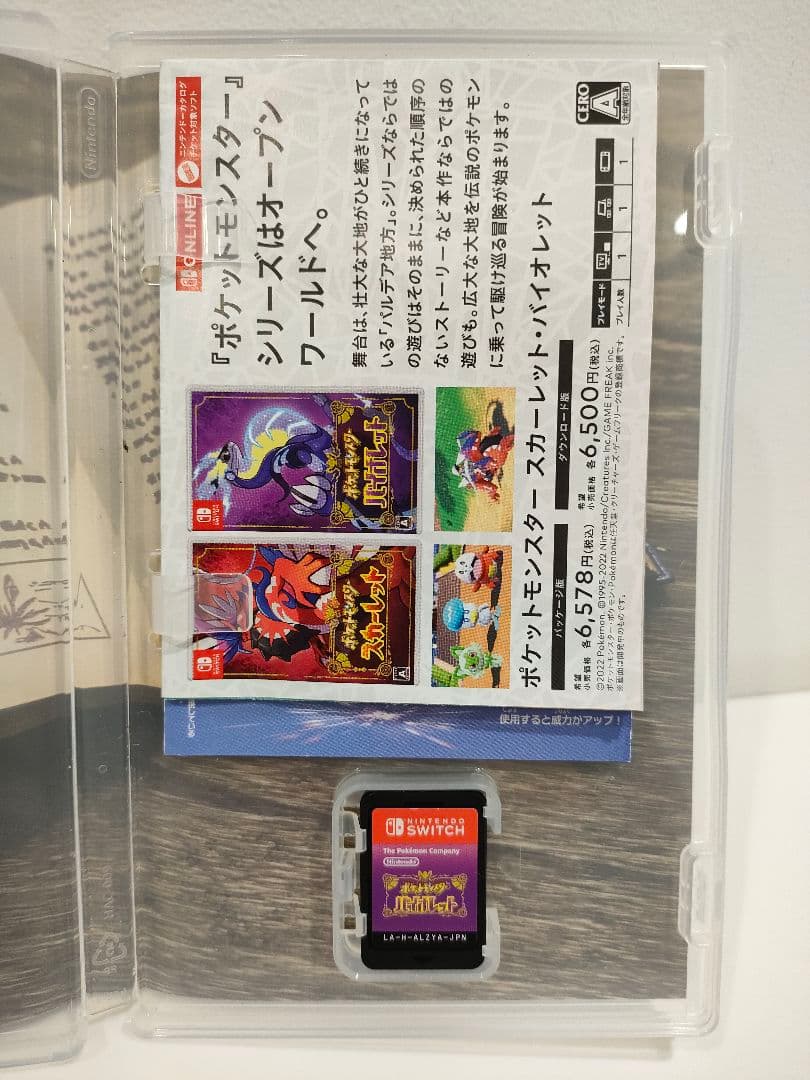 Nintendo
ONLINE
ニンテンドーカタログ
チケット対象ソフト
『ポケットモンスター』
シリーズはオープン
ワールドへ。
舞台は、壮大な大地がひと続きになって
いる「パルデア地方」。シリーズならでは
の遊びはそのままに、決められた順序の
ないストーリーなど本作ならではの
遊びも。広大な大地を伝説のポケモン
に乗って駆け巡る冒険が始まります。
ポケットモンスター
バイオレット
ポケットモンスター
スカーレット
ポケットモンスター スカーレット・バイオレット
パッケージ版
希望
小売価格 各6,578円(税込)
ダウンロード版
希望
小売価格 各6,500円(税込)
©2022 Pokémon. ©1995-2022 Nintendo/Creatures Inc./GAME FREAK inc.
ポケットモンスター・ポケモン・Pokémonは任天堂・クリーチャーズ・ゲームフリークの登録商標です。
※画面は開発中のものです。
プレイモード TV
プレイ人数 1 1 1
CERO
A
全年齢対象
使用すると威力がアップ!
NINTENDO
SWITCH
The Pokémon Company
Nintendo
ポケットモンスター
バイオレット
LA-H-ALZYA-JPN